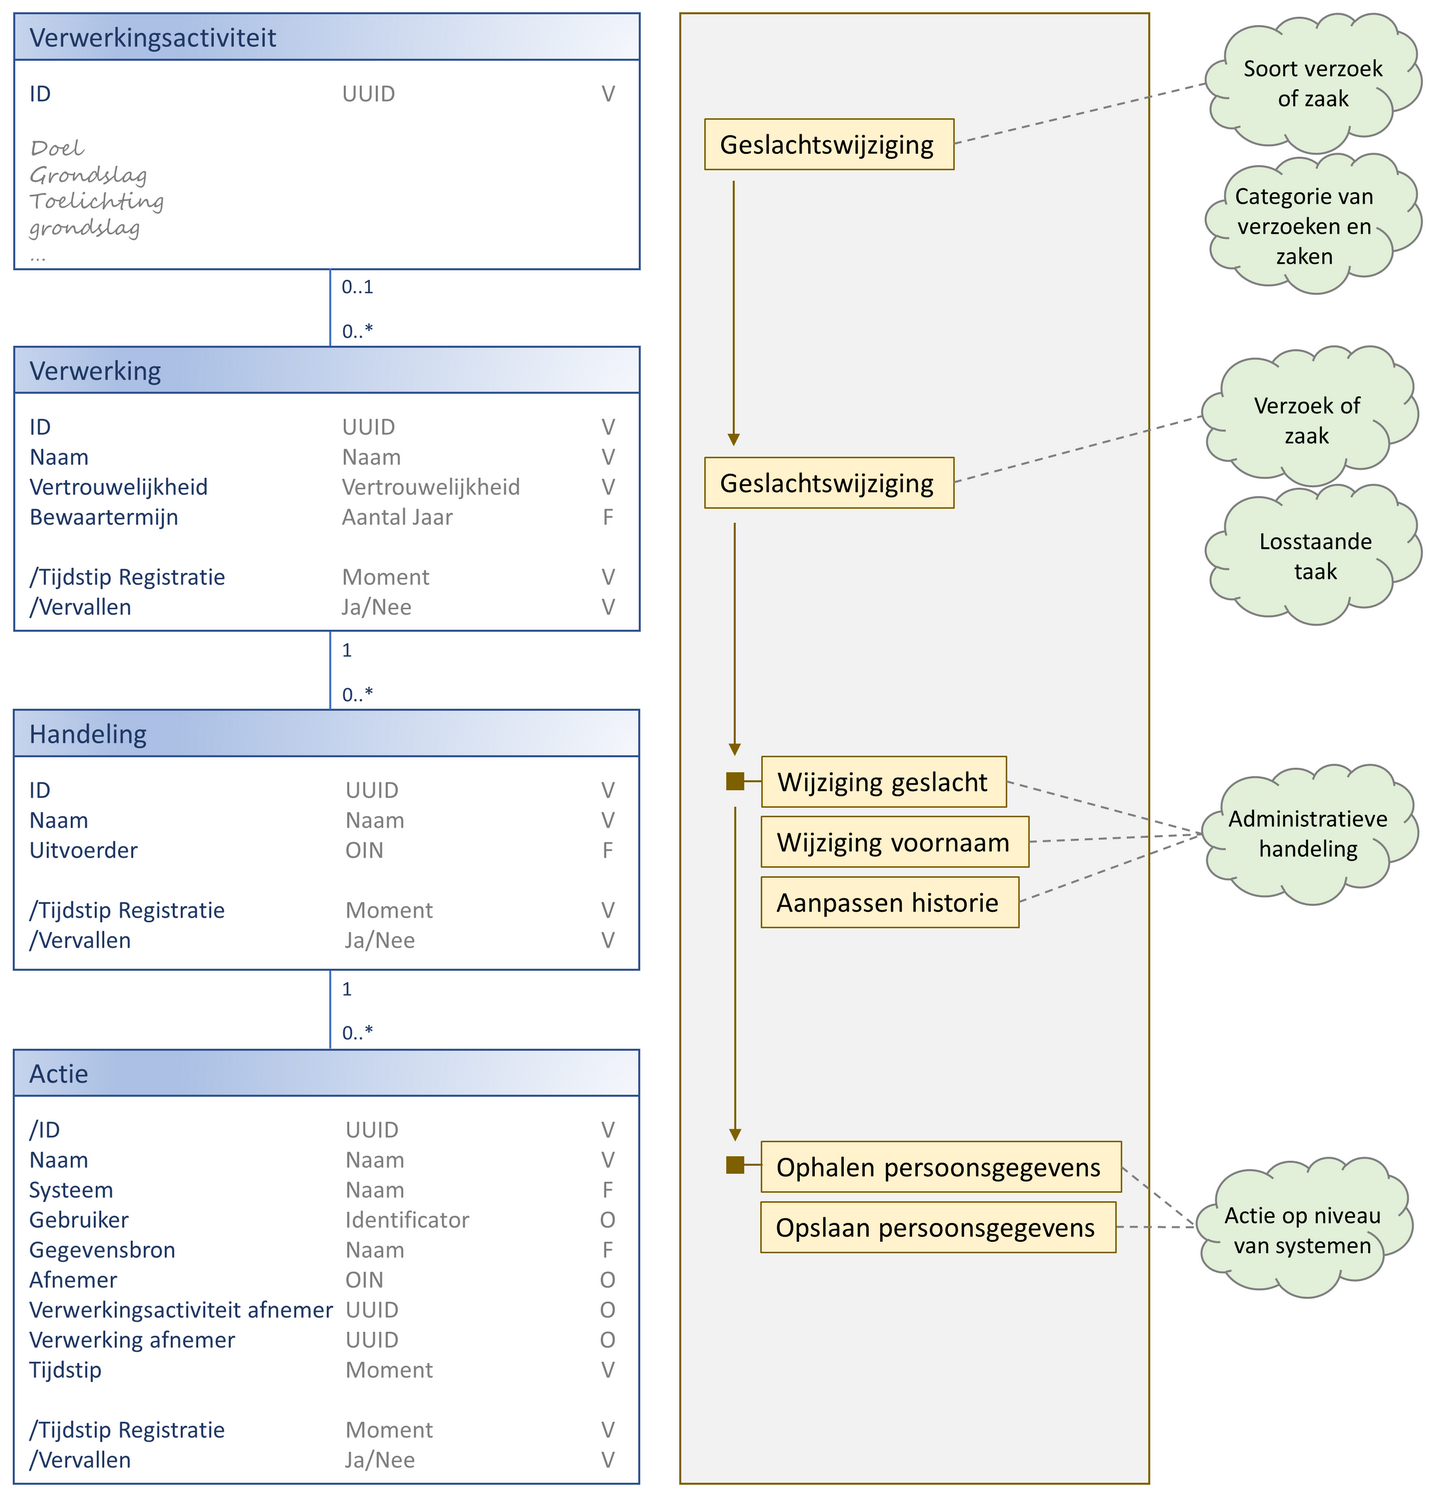 Verwerkingsactiviteit
ID UUID V
Doel
Grondslag
Toelichting
grondslag
...
0..1
0..*
Verwerking
ID UUID V
Naam Naam V
Vertrouwelijkheid Vertrouwelijkheid V
Bewaartermijn Aantal Jaar F
/Tijdstip Registratie Moment V
/Vervallen Ja/Nee V
1
0..*
Handeling
ID UUID V
Naam Naam V
Uitvoerder OIN F
/Tijdstip Registratie Moment V
/Vervallen Ja/Nee V
1
0..*
Actie
/ID UUID V
Naam Naam V
Systeem Naam F
Gebruiker Identificator O
Gegevensbron Naam F
Afnemer OIN O
Verwerkingsactiviteit afnemer UUID O
Verwerking afnemer UUID O
Tijdstip Moment V
/Tijdstip Registratie Moment V
/Vervallen Ja/Nee V
Geslachtswijziging
Geslachtswijziging
Wijziging geslacht
Wijziging voornaam
Aanpassen historie
Ophalen persoonsgegevens
Opslaan persoonsgegevens
Soort verzoek
of zaak
Categorie van
verzoeken en
zaken
Verzoek of
zaak
Losstaande
taak
Administratieve
handeling
Actie op niveau
van systemen